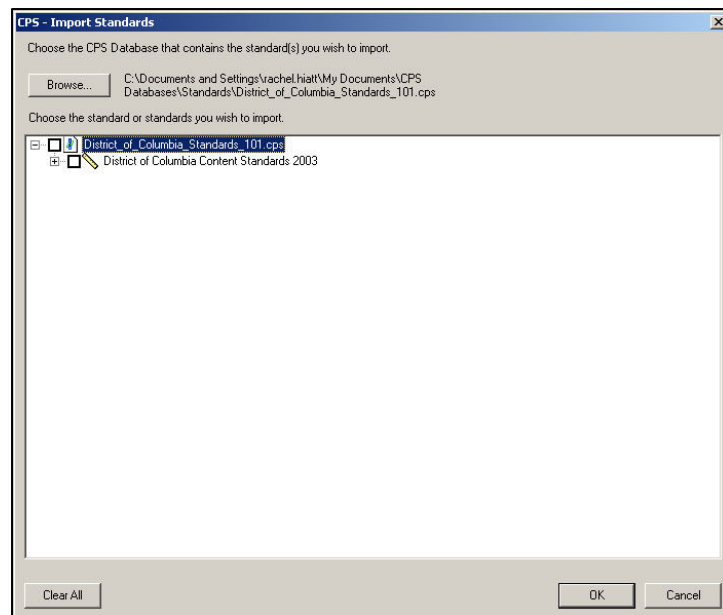 CPS - Import Standards
Choose the CPS Database that contains the standard(s) you wish to import.
Browse...
C:\Documents and Settings\rachel.hiatt\My Documents\CPS
Databases\Standards\District_of_Columbia_Standards_101.cps
Choose the standard or standards you wish to import.
District_of_Columbia_Standards_101.cps
District of Columbia Content Standards 2003
Clear All
OK
Cancel